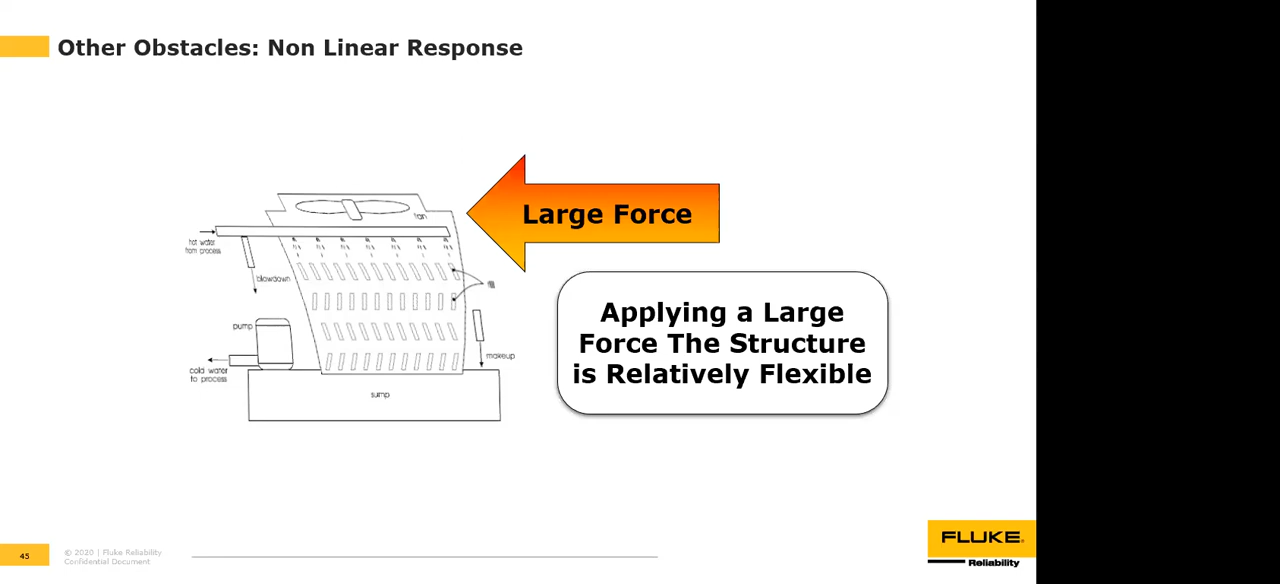 Other Obstacles: Non Linear Response
Large Force
fan
hot water
from process
blowdown
fill
pump
makeup
cold water
to process
sump
Applying a Large
Force The Structure
is Relatively Flexible
45
© 2020 | Fluke Reliability
Confidential Document
FLUKE®
Reliability